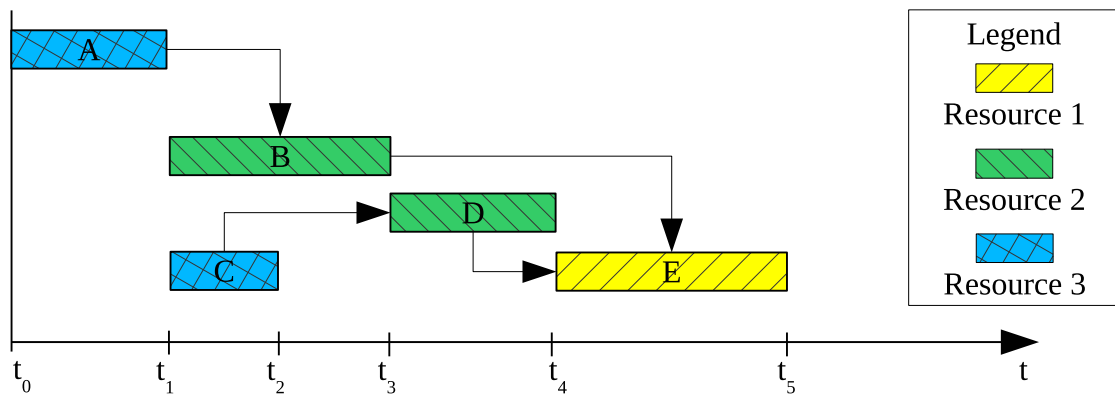 A
B
D
C
E
t0 t1 t2 t3 t4 t5 t
Legend
Resource 1
Resource 2
Resource 3